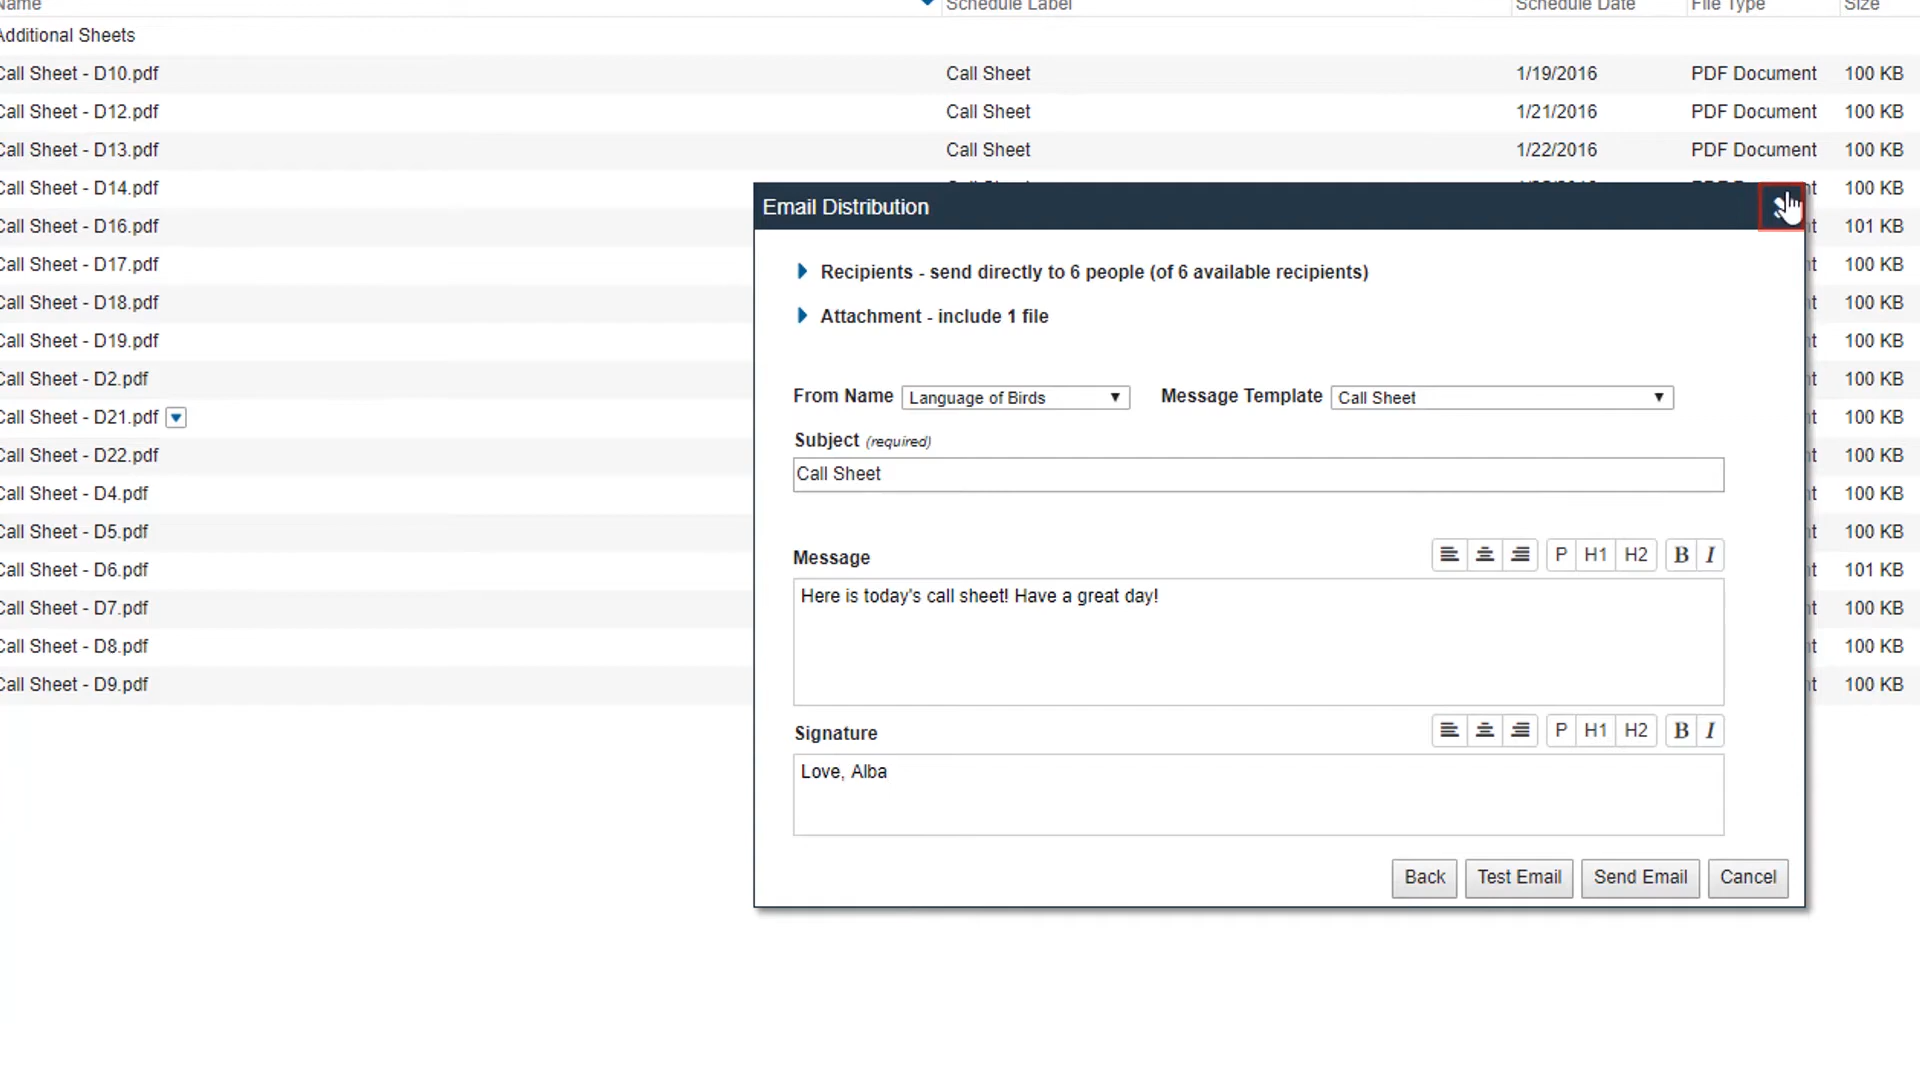 Name Schedule Label Schedule Date File Type Size
Additional Sheets
Call Sheet - D10.pdf Call Sheet 1/19/2016 PDF Document 100 KB
Call Sheet - D12.pdf Call Sheet 1/21/2016 PDF Document 100 KB
Call Sheet - D13.pdf Call Sheet 1/22/2016 PDF Document 100 KB
Call Sheet - D14.pdf 100 KB
Call Sheet - D16.pdf 101 KB
Call Sheet - D17.pdf 100 KB
Call Sheet - D18.pdf 100 KB
Call Sheet - D19.pdf 100 KB
Call Sheet - D2.pdf 100 KB
Call Sheet - D21.pdf 100 KB
Call Sheet - D22.pdf 100 KB
Call Sheet - D4.pdf 100 KB
Call Sheet - D5.pdf 100 KB
Call Sheet - D6.pdf 101 KB
Call Sheet - D7.pdf 100 KB
Call Sheet - D8.pdf 100 KB
Call Sheet - D9.pdf 100 KB
Email Distribution
Recipients - send directly to 6 people (of 6 available recipients)
Attachment - include 1 file
From Name Language of Birds Message Template Call Sheet
Subject (required)
Call Sheet
Message P H1 H2 B I
Here is today's call sheet! Have a great day!
Signature P H1 H2 B I
Love, Alba
Back Test Email Send Email Cancel